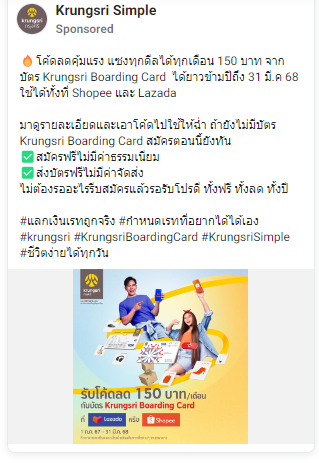 Krungsri Simple
Sponsored
🔥 โค้ดลดคุ้มแรง แซงทุกดีลได้ทุกเดือน 150 บาท จาก
บัตร Krungsri Boarding Card ได้ยาวข้ามปีถึง 31 มี.ค 68
ใช้ได้ทั้งที่ Shopee และ Lazada
มาดูรายละเอียดและเอาโค้ดไปใช้ให้ฉ่ำ ถ้ายังไม่มีบัตร
Krungsri Boarding Card สมัครตอนนี้ยังทัน
✅ สมัครฟรีไม่มีค่าธรรมเนียม
✅ ส่งบัตรฟรีไม่มีค่าจัดส่ง
ไม่ต้องรออะไรรีบสมัครแล้วรอรับโปรดี ทั้งฟรี ทั้งลด ทั้งปี
#แลกเงินเรทถูกจริง #กำหนดเรทที่อยากได้ได้เอง
#krungsri #KrungsriBoardingCard #KrungsriSimple
#ชีวิตง่ายได้ทุกวัน
krungsri
กรุงศรี
รับโค้ดลด 150 บาท/เดือน
กับบัตร Krungsri Boarding Card
ที่ Lazada หรือ Shopee
1 ก.ค. 67 - 31 มี.ค. 68